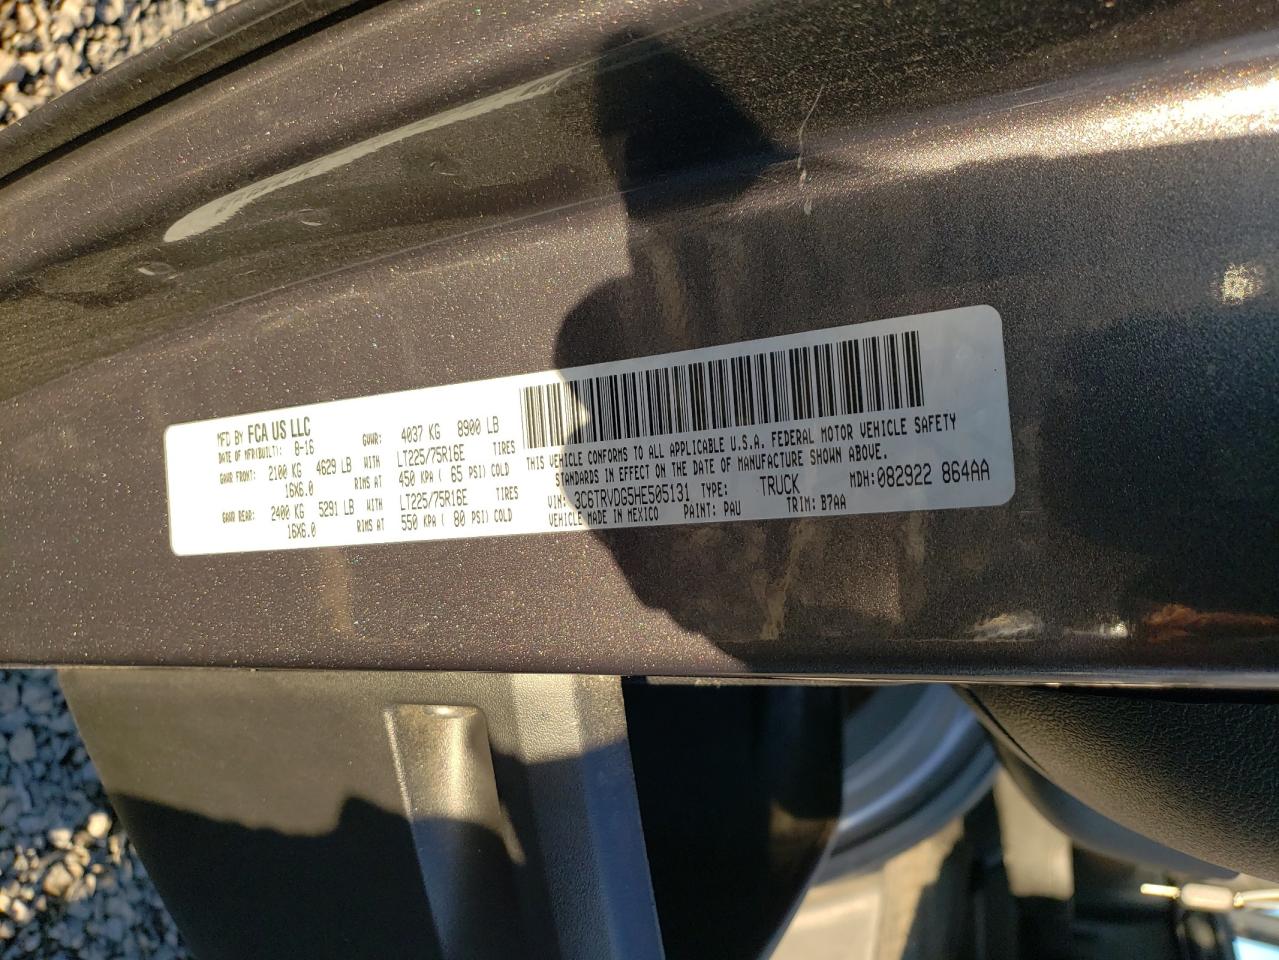 MFD BY FCA US LLC
DATE OF MFR(BUILT): 8-16 GVWR: 4037 KG 8900 LB
GAWR FRONT: 2100 KG 4629 LB WITH LT225/75R16E TIRES
16X6.0 RIMS AT 450 KPA ( 65 PSI) COLD
GAWR REAR: 2400 KG 5291 LB WITH LT225/75R16E TIRES
16X6.0 RIMS AT 550 KPA ( 80 PSI) COLD
THIS VEHICLE CONFORMS TO ALL APPLICABLE U.S.A. FEDERAL MOTOR VEHICLE SAFETY
STANDARDS IN EFFECT ON THE DATE OF MANUFACTURE SHOWN ABOVE.
VIN: 3C6TRVDG5HE505131 TYPE: TRUCK MDH:082922 864AA
VEHICLE MADE IN MEXICO PAINT: PAU TRIM: B7AA